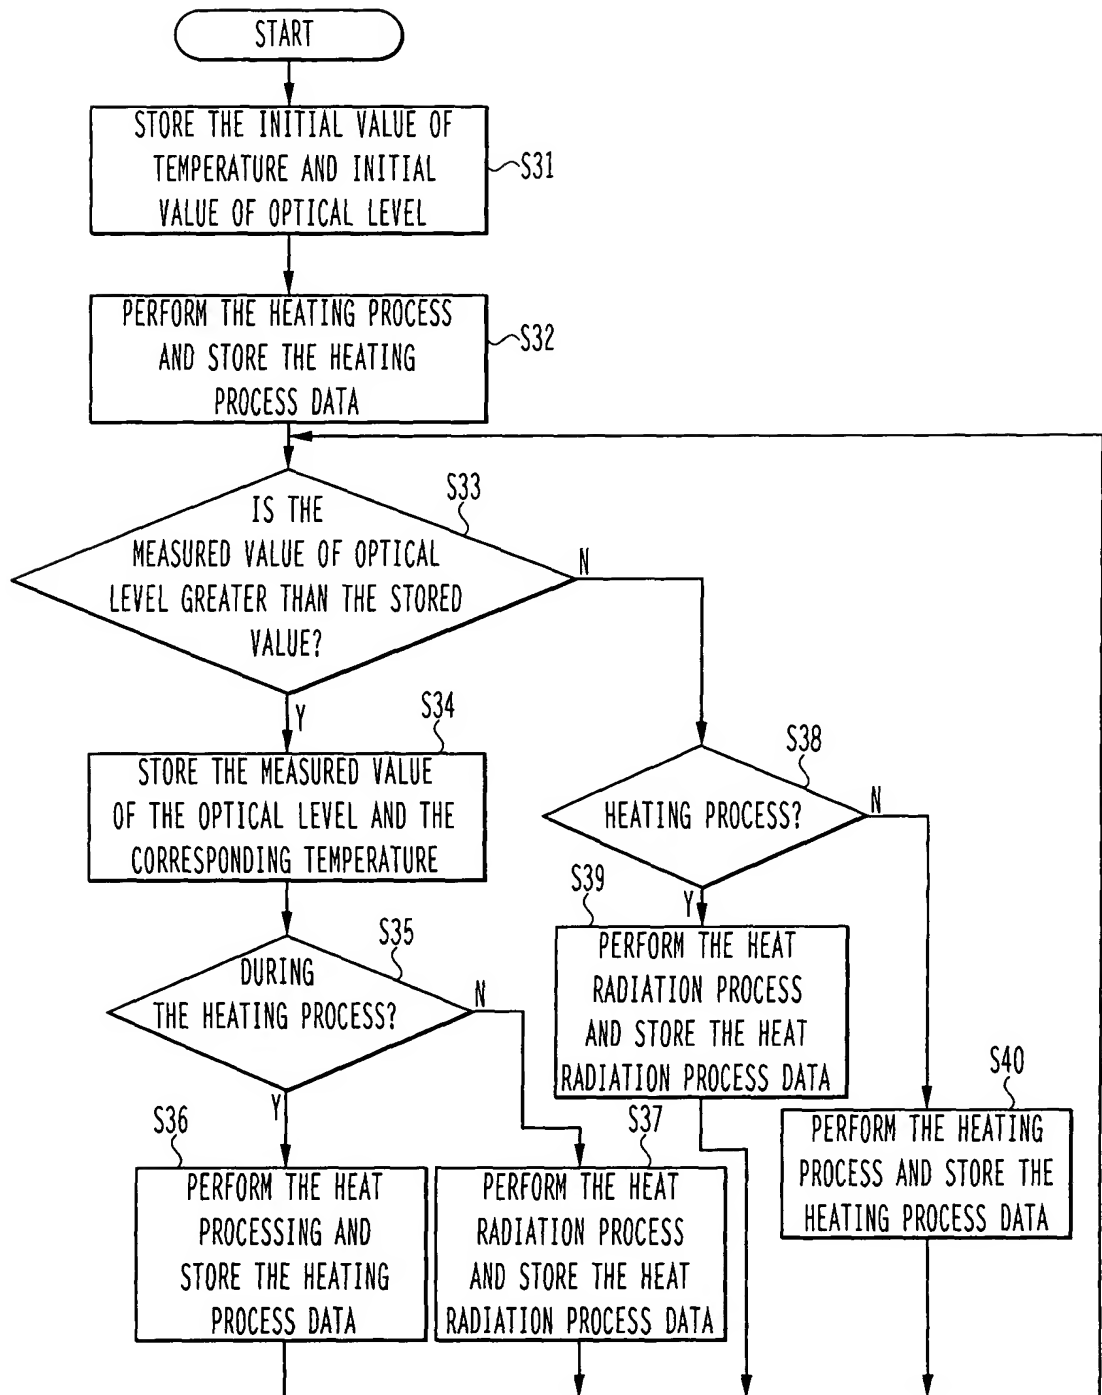 START
STORE THE INITIAL VALUE OF
TEMPERATURE AND INITIAL
VALUE OF OPTICAL LEVEL
S31
PERFORM THE HEATING PROCESS
AND STORE THE HEATING
PROCESS DATA
S32
S33
IS THE
MEASURED VALUE OF OPTICAL
LEVEL GREATER THAN THE STORED
VALUE?
N
Y
S34
STORE THE MEASURED VALUE
OF THE OPTICAL LEVEL AND THE
CORRESPONDING TEMPERATURE
S35
DURING
THE HEATING PROCESS?
N
Y
S36
PERFORM THE HEAT
PROCESSING AND
STORE THE HEATING
PROCESS DATA
S37
PERFORM THE HEAT
RADIATION PROCESS
AND STORE THE HEAT
RADIATION PROCESS DATA
S38
HEATING PROCESS?
N
Y
S39
PERFORM THE HEAT
RADIATION PROCESS
AND STORE THE HEAT
RADIATION PROCESS DATA
S40
PERFORM THE HEATING
PROCESS AND STORE THE
HEATING PROCESS DATA